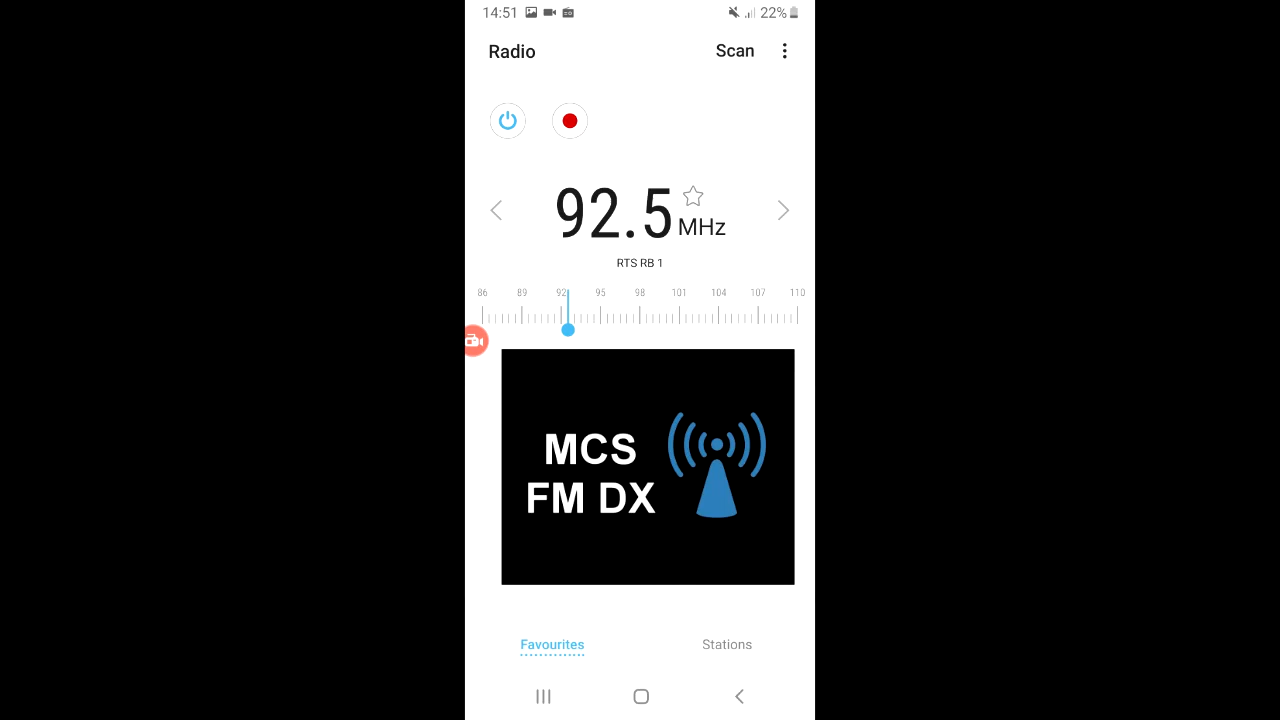 14:51 22%
Radio Scan
92.5 MHz
RTS RB 1
86 89 92 95 98 101 104 107 110
MCS
FM DX
Favourites Stations